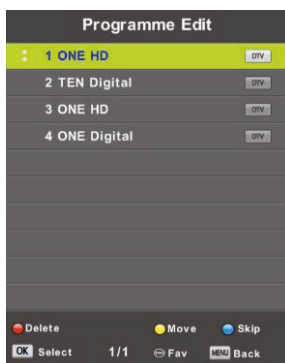 Programme Edit
1 ONE HD DTV
2 TEN Digital DTV
3 ONE HD DTV
4 ONE Digital DTV
Delete Move Skip
OK Select 1/1 Fav MENU Back